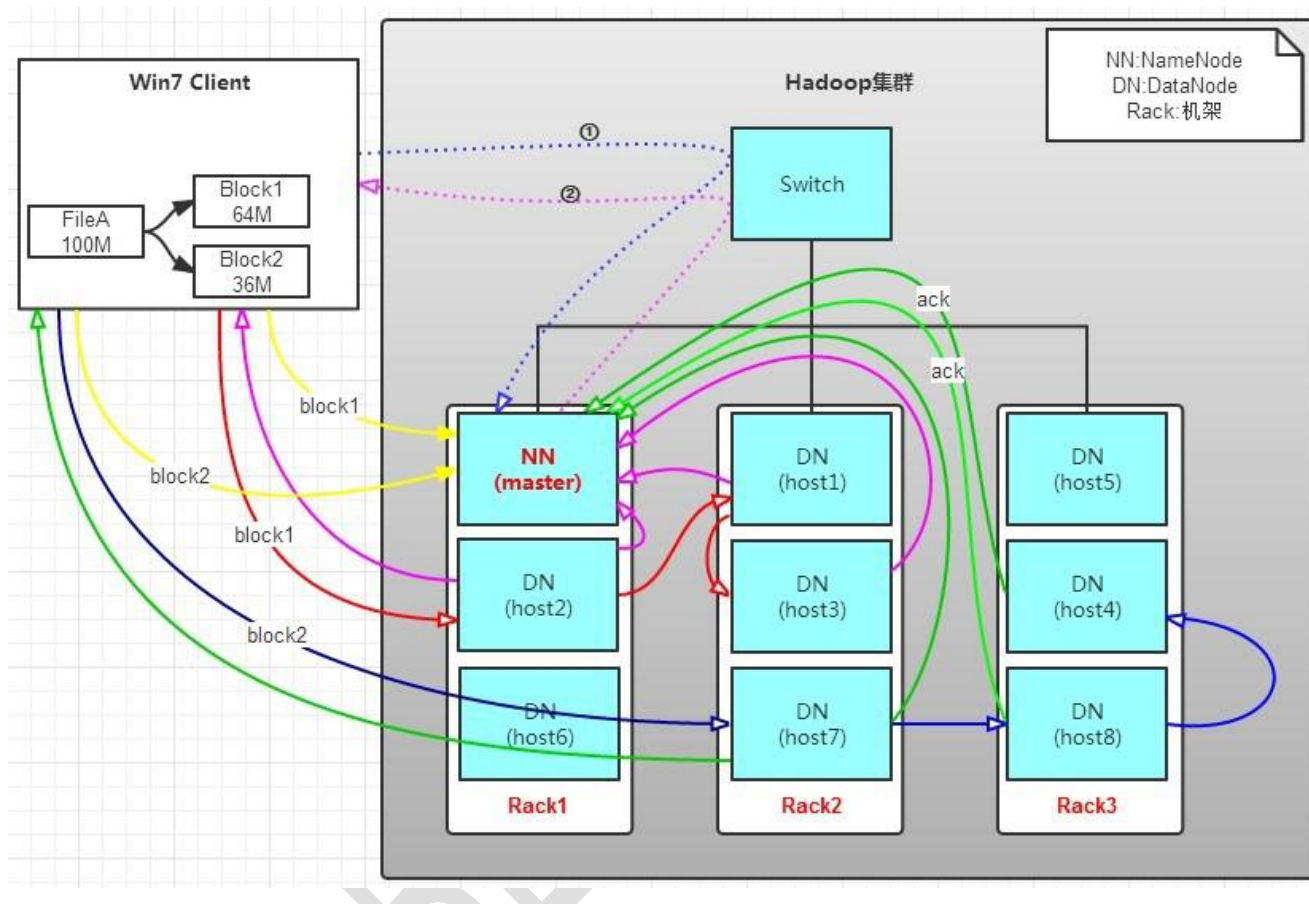 Win7 Client
FileA
100M
Block1
64M
Block2
36M
Hadoop集群
NN:NameNode
DN:DataNode
Rack:机架
①
②
Switch
ack
ack
block1
block2
block1
block2
NN
(master)
DN
(host2)
DN
(host6)
Rack1
DN
(host1)
DN
(host3)
DN
(host7)
Rack2
DN
(host5)
DN
(host4)
DN
(host8)
Rack3